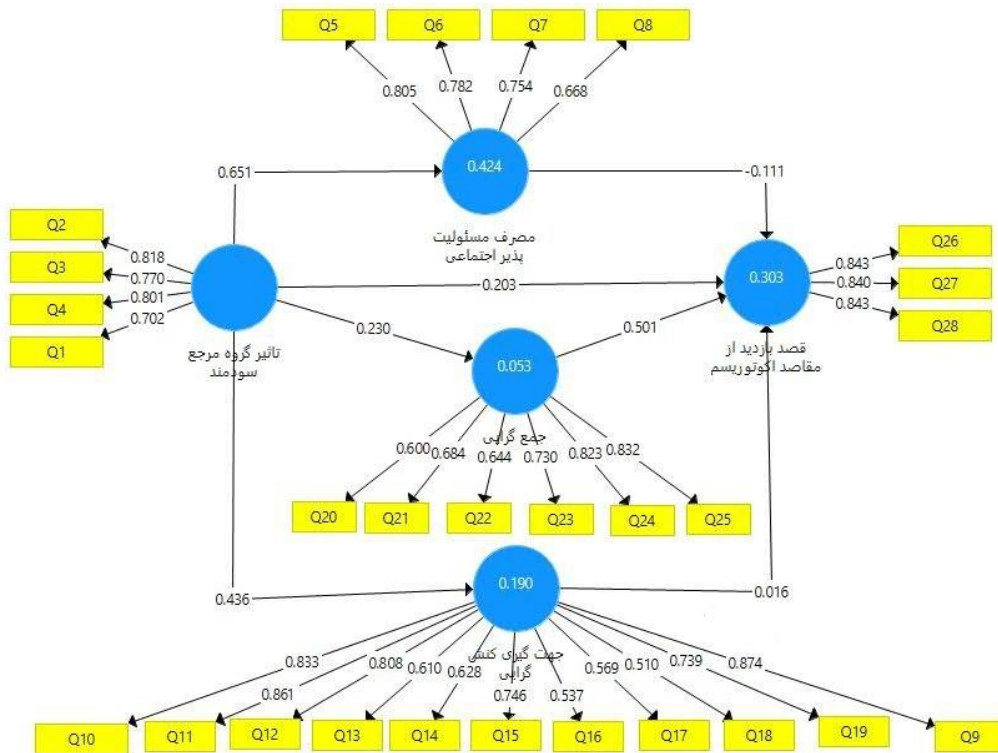 Q5 Q6 Q7 Q8
0.805 0.782 0.754 0.668
0.424
0.651
-0.111
مصرف مسئولیت
پذیر اجتماعی
Q2
Q3
Q4
Q1
0.818
0.770
0.801
0.702
تاثیر گروه مرجع
سودمند
0.203
0.303
0.843
0.840
0.843
Q26
Q27
Q28
قصد بازدید از
مقاصد اکوتوریسم
0.230
0.501
0.053
جمع گرایی
0.600 0.684 0.644 0.730 0.823 0.832
Q20 Q21 Q22 Q23 Q24 Q25
0.436
0.190
0.016
جهت گیری کنش
گرایی
0.833 0.861 0.808 0.610 0.628 0.746 0.537 0.569 0.510 0.739 0.874
Q10 Q11 Q12 Q13 Q14 Q15 Q16 Q17 Q18 Q19 Q9